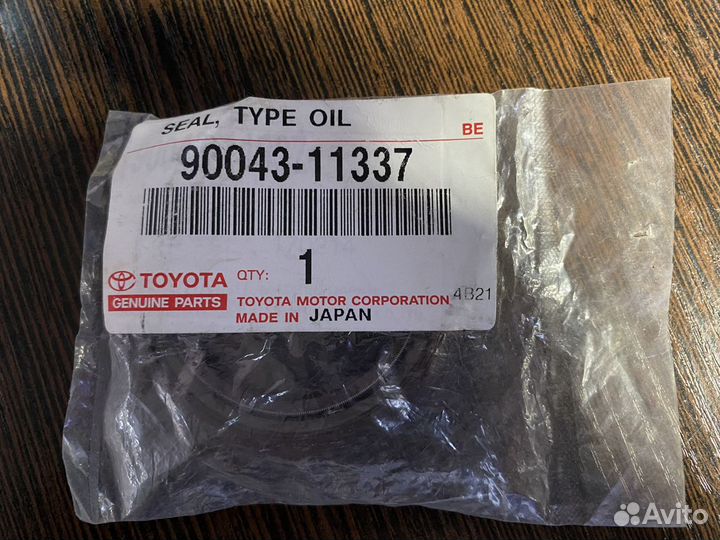 SEAL, TYPE OIL
BE
90043-11337
TOYOTA
GENUINE PARTS
QTY: 1
TOYOTA MOTOR CORPORATION
4B21
MADE IN JAPAN
Avito